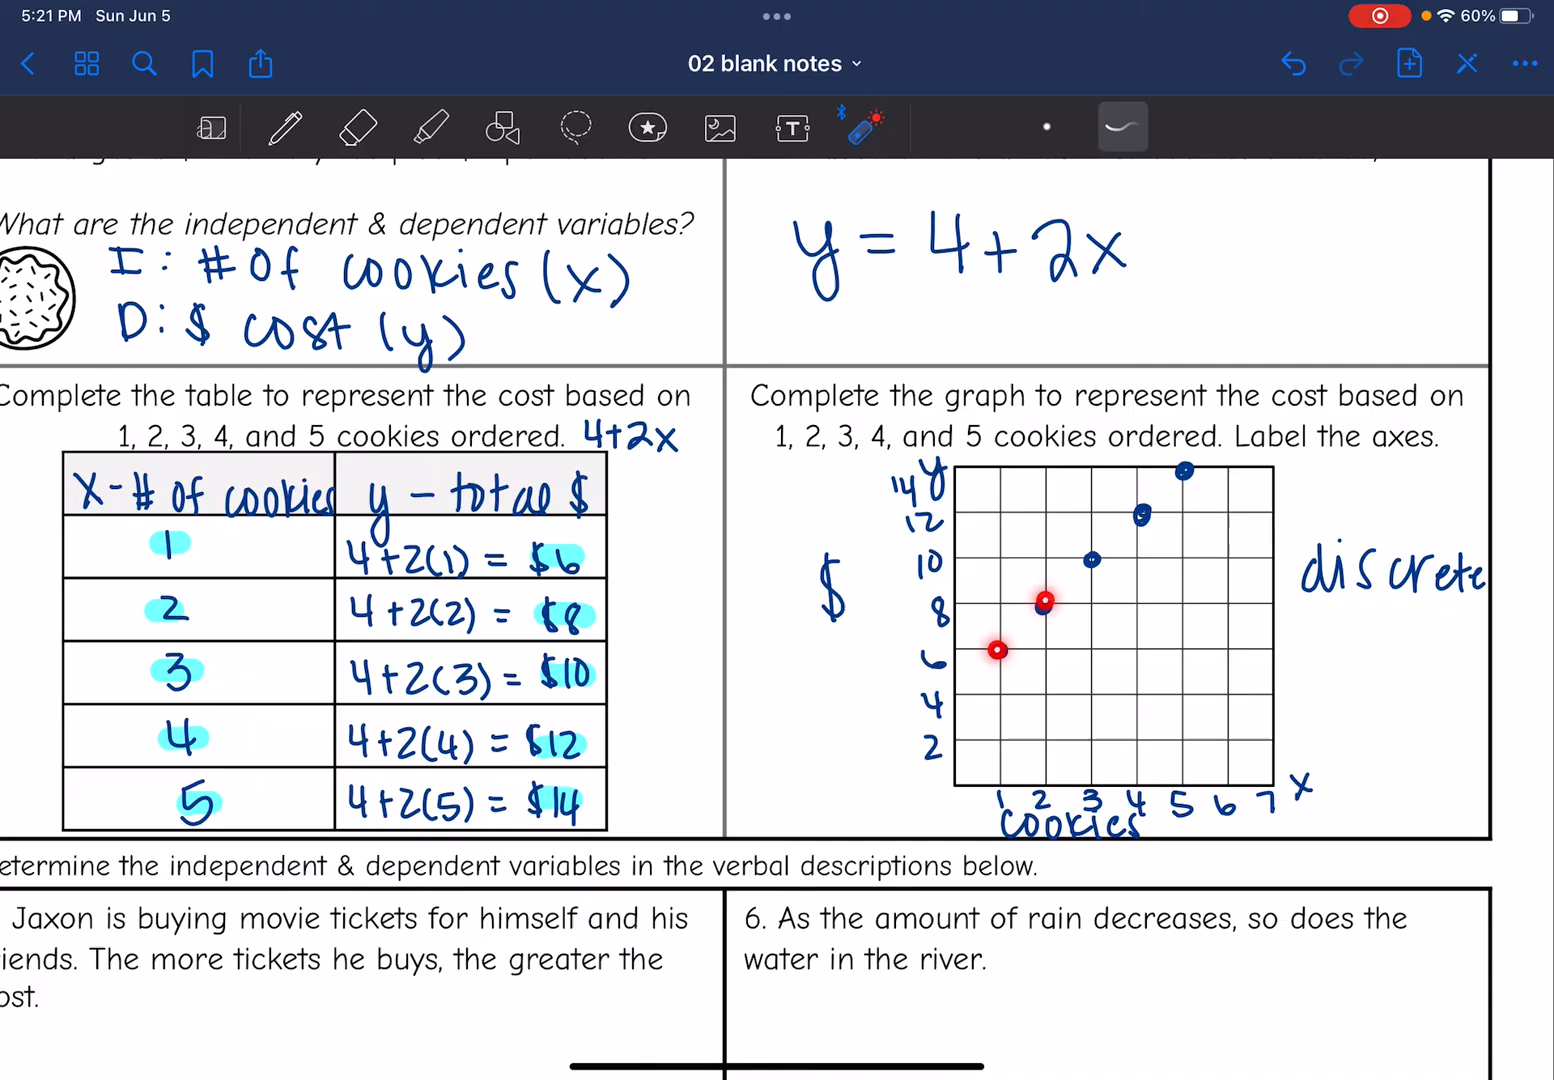 5:21 PM Sun Jun 5
60%
02 blank notes
What are the independent & dependent variables?
I: # of cookies (x)
D: $ cost (y)
y = 4+2x
Complete the table to represent the cost based on
1, 2, 3, 4, and 5 cookies ordered. 4+2x
x-# of cookies y - total $
1 4+2(1) = $6
2 4+2(2) = $8
3 4+2(3) = $10
4 4+2(4) = $12
5 4+2(5) = $14
Complete the graph to represent the cost based on
1, 2, 3, 4, and 5 cookies ordered. Label the axes.
y
14
12
10
8
6
4
2
$
discrete
1 2 3 4 5 6 7 x
cookies
etermine the independent & dependent variables in the verbal descriptions below.
Jaxon is buying movie tickets for himself and his
iends. The more tickets he buys, the greater the
ost.
6. As the amount of rain decreases, so does the
water in the river.